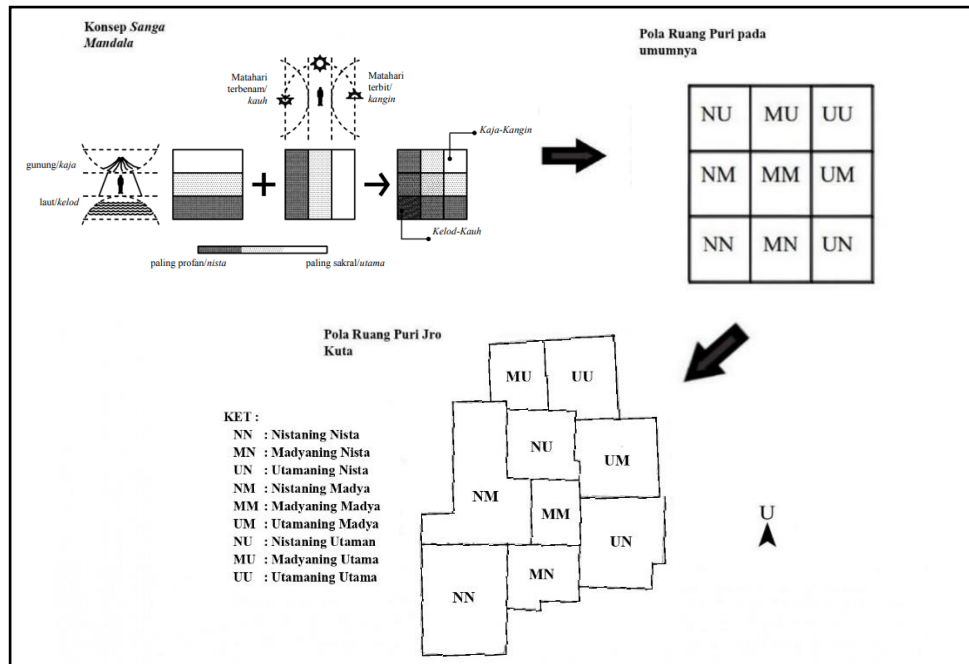 Konsep Sanga
Mandala
Matahari
terbenam/
kauh
Matahari
terbit/
kangin
gunung/kaja
laut/kelod
Kaja-Kangin
Kelod-Kauh
paling profan/nista
paling sakral/utama
Pola Ruang Puri pada
umumnya
NU MU UU
NM MM UM
NN MN UN
Pola Ruang Puri Jro
Kuta
KET :
NN : Nistaning Nista
MN : Madyaning Nista
UN : Utamaning Nista
NM : Nistaning Madya
MM : Madyaning Madya
UM : Utamaning Madya
NU : Nistaning Utaman
MU : Madyaning Utama
UU : Utamaning Utama
MU
UU
NU
UM
NM
MM
UN
MN
NN
U